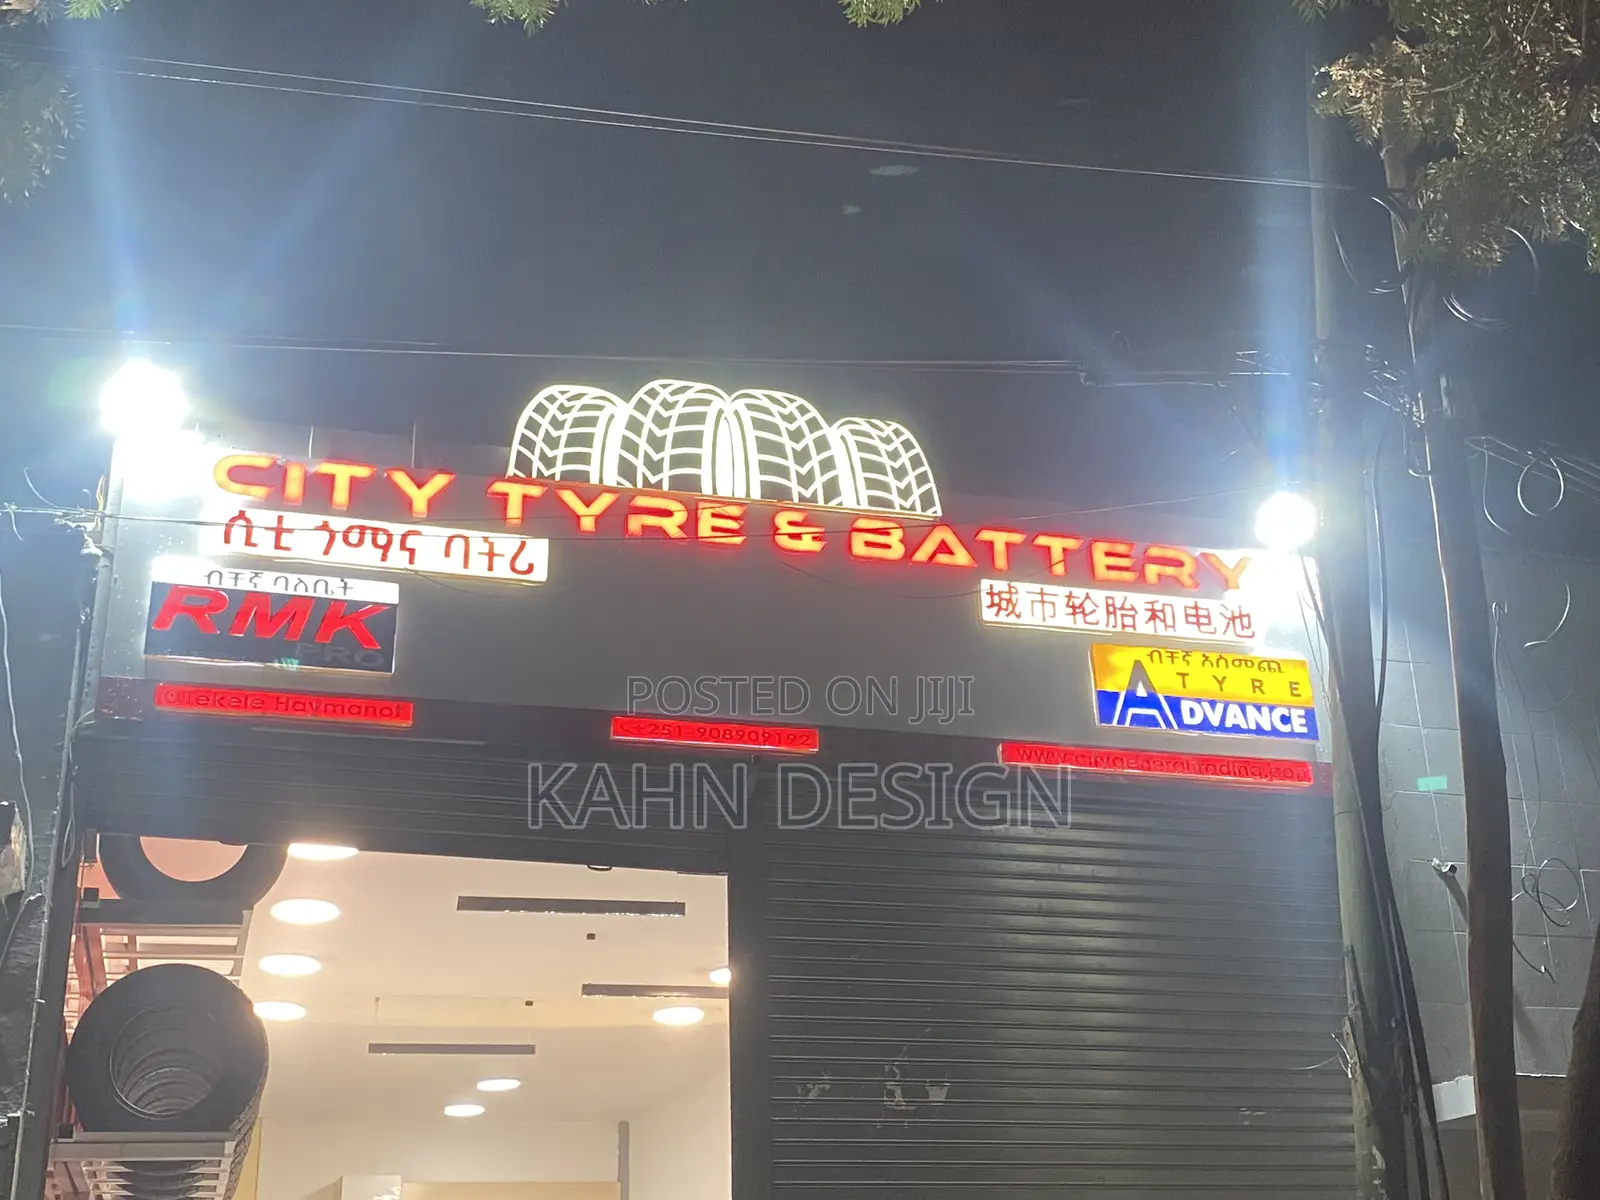 CITY TYRE & BATTERY
ሲቲ ጎማና ባትሪ
城市轮胎和电池
ብቸኛ ባለቤት
RMK
PRO
ብቸኛ አስመጪ
TYRE
ADVANCE
Tekele Haymanot
+251-908909192
POSTED ON JIJI
KAHN DESIGN